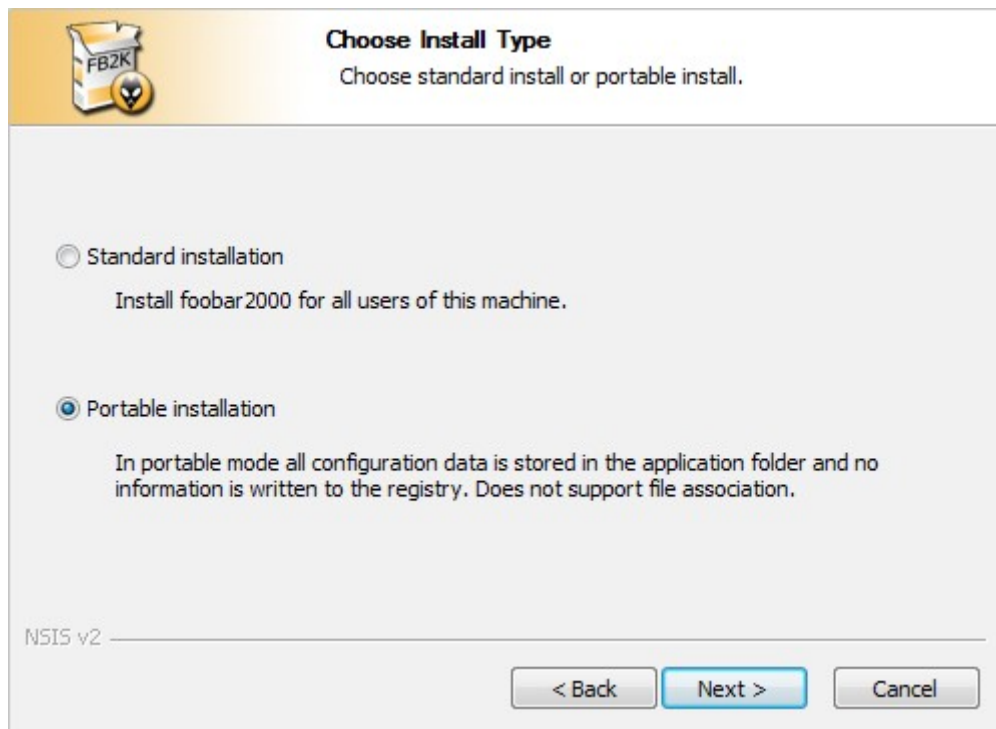 FB2K
Choose Install Type
Choose standard install or portable install.
Standard installation
Install foobar2000 for all users of this machine.
Portable installation
In portable mode all configuration data is stored in the application folder and no
information is written to the registry. Does not support file association.
NSIS v2
< Back
Next >
Cancel